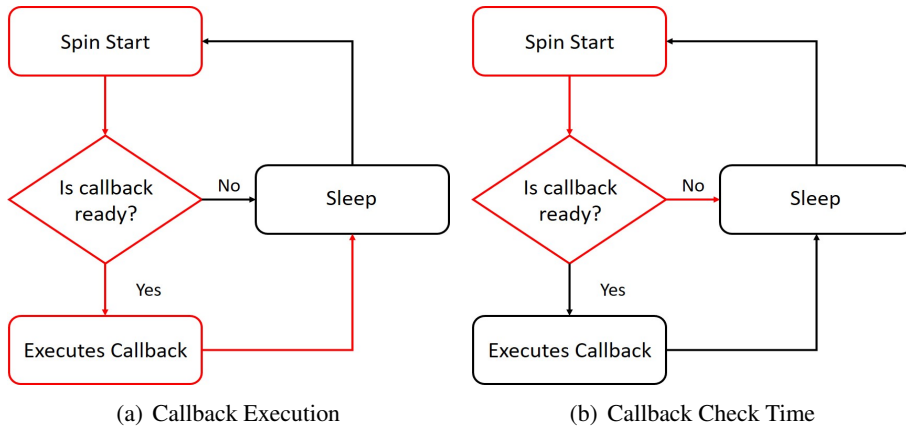 Spin Start
Is callback
ready?
No
Sleep
Yes
Executes Callback
(a) Callback Execution
Spin Start
Is callback
ready?
No
Sleep
Yes
Executes Callback
(b) Callback Check Time